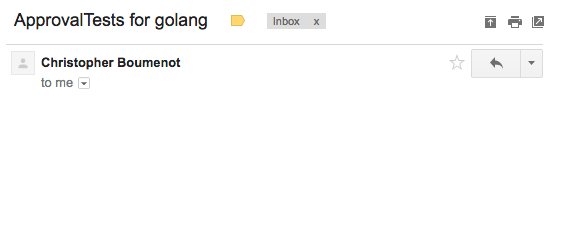 ApprovalTests for golang Inbox x
Christopher Boumenot
to me